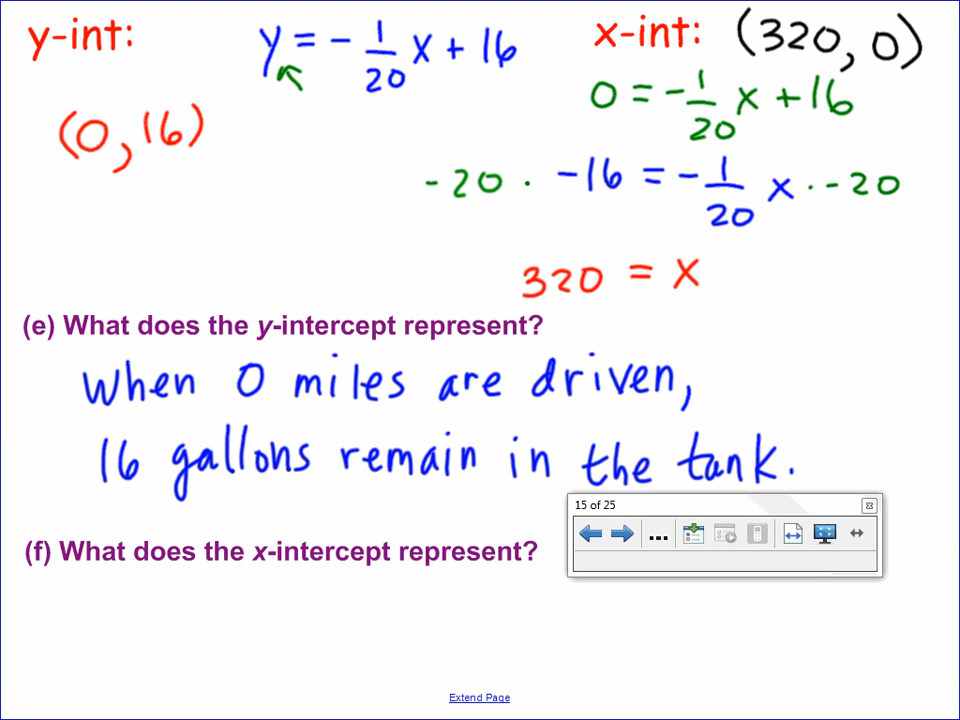 y-int:
y = - 1/20 x + 16
x-int: (320, 0)
(0, 16)
0 = - 1/20 x + 16
-20 · -16 = - 1/20 x · -20
320 = x
(e) What does the y-intercept represent?
When 0 miles are driven,
16 gallons remain in the tank.
15 of 25
...
(f) What does the x-intercept represent?
Extend Page